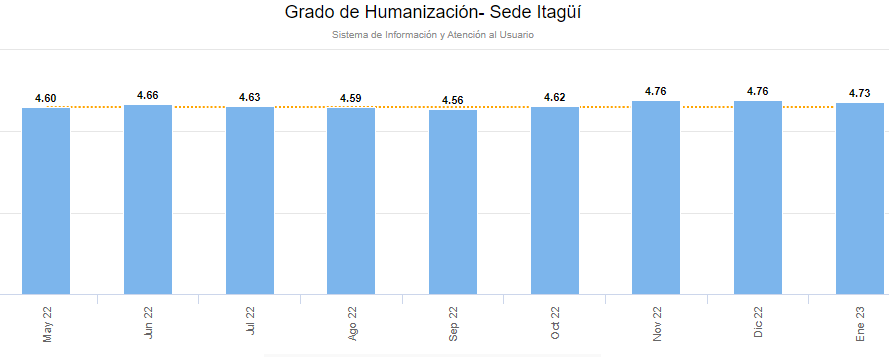 Grado de Humanización- Sede Itagüí
Sistema de Información y Atención al Usuario
4.60
4.66
4.63
4.59
4.56
4.62
4.76
4.76
4.73
May 22
Jun 22
Jul 22
Ago 22
Sep 22
Oct 22
Nov 22
Dic 22
Ene 23